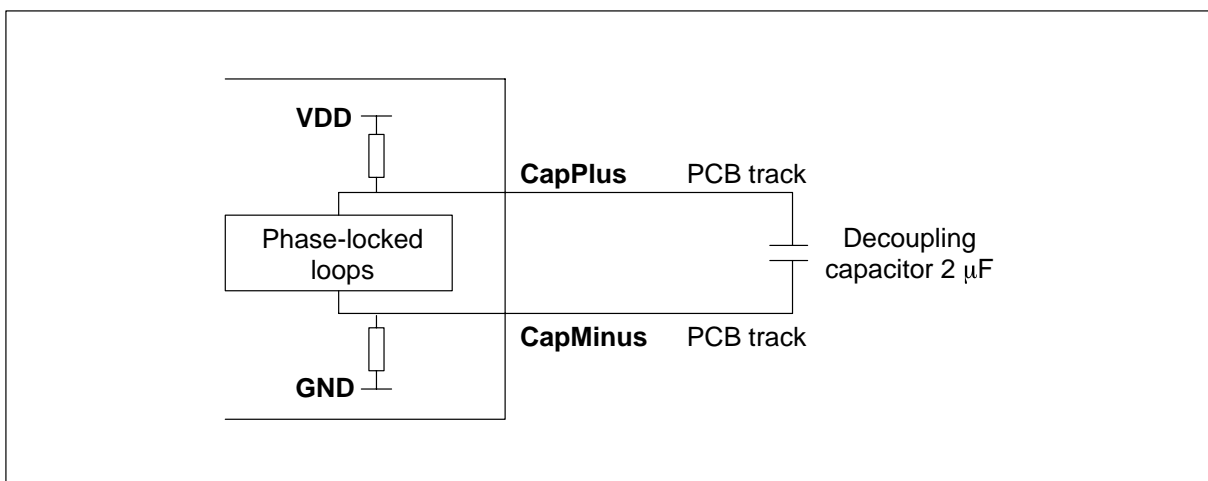 VDD
CapPlus PCB track
Phase-locked
loops
Decoupling
capacitor 2 μF
CapMinus PCB track
GND